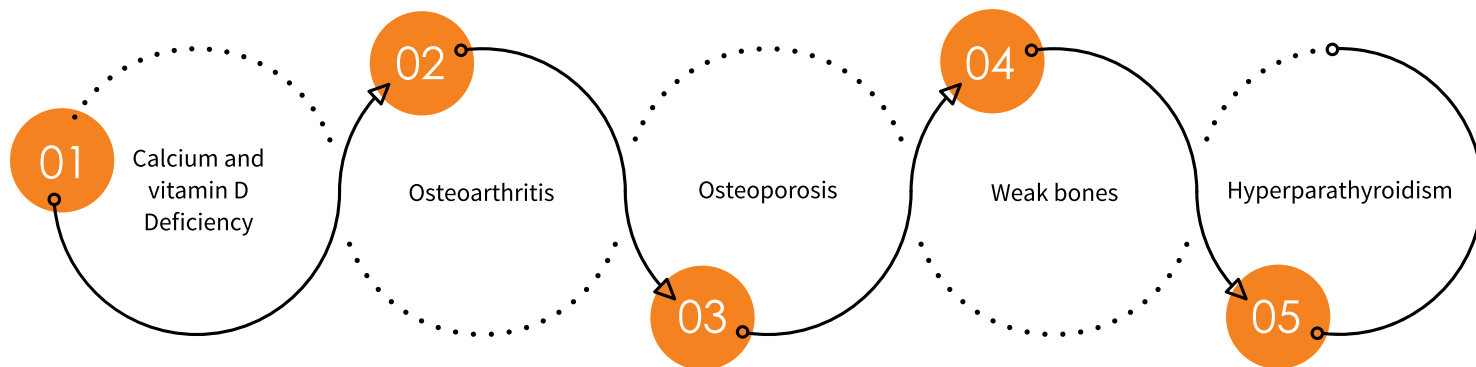 01
Calcium and
vitamin D
Deficiency
02
Osteoarthritis
03
Osteoporosis
04
Weak bones
05
Hyperparathyroidism